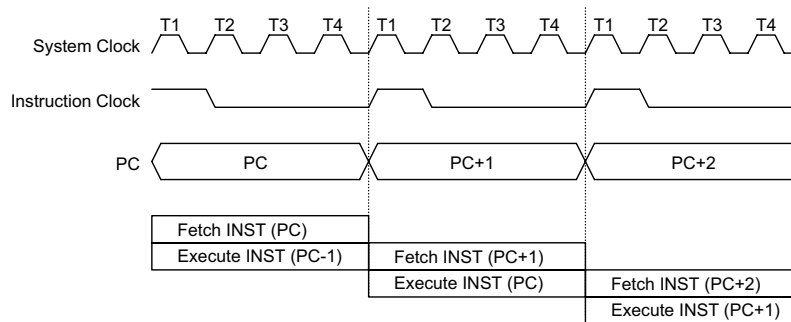 T1 T2 T3 T4 T1 T2 T3 T4 T1 T2 T3 T4
System Clock
Instruction Clock
PC PC PC+1 PC+2
Fetch INST (PC)
Execute INST (PC-1) Fetch INST (PC+1)
Execute INST (PC) Fetch INST (PC+2)
Execute INST (PC+1)